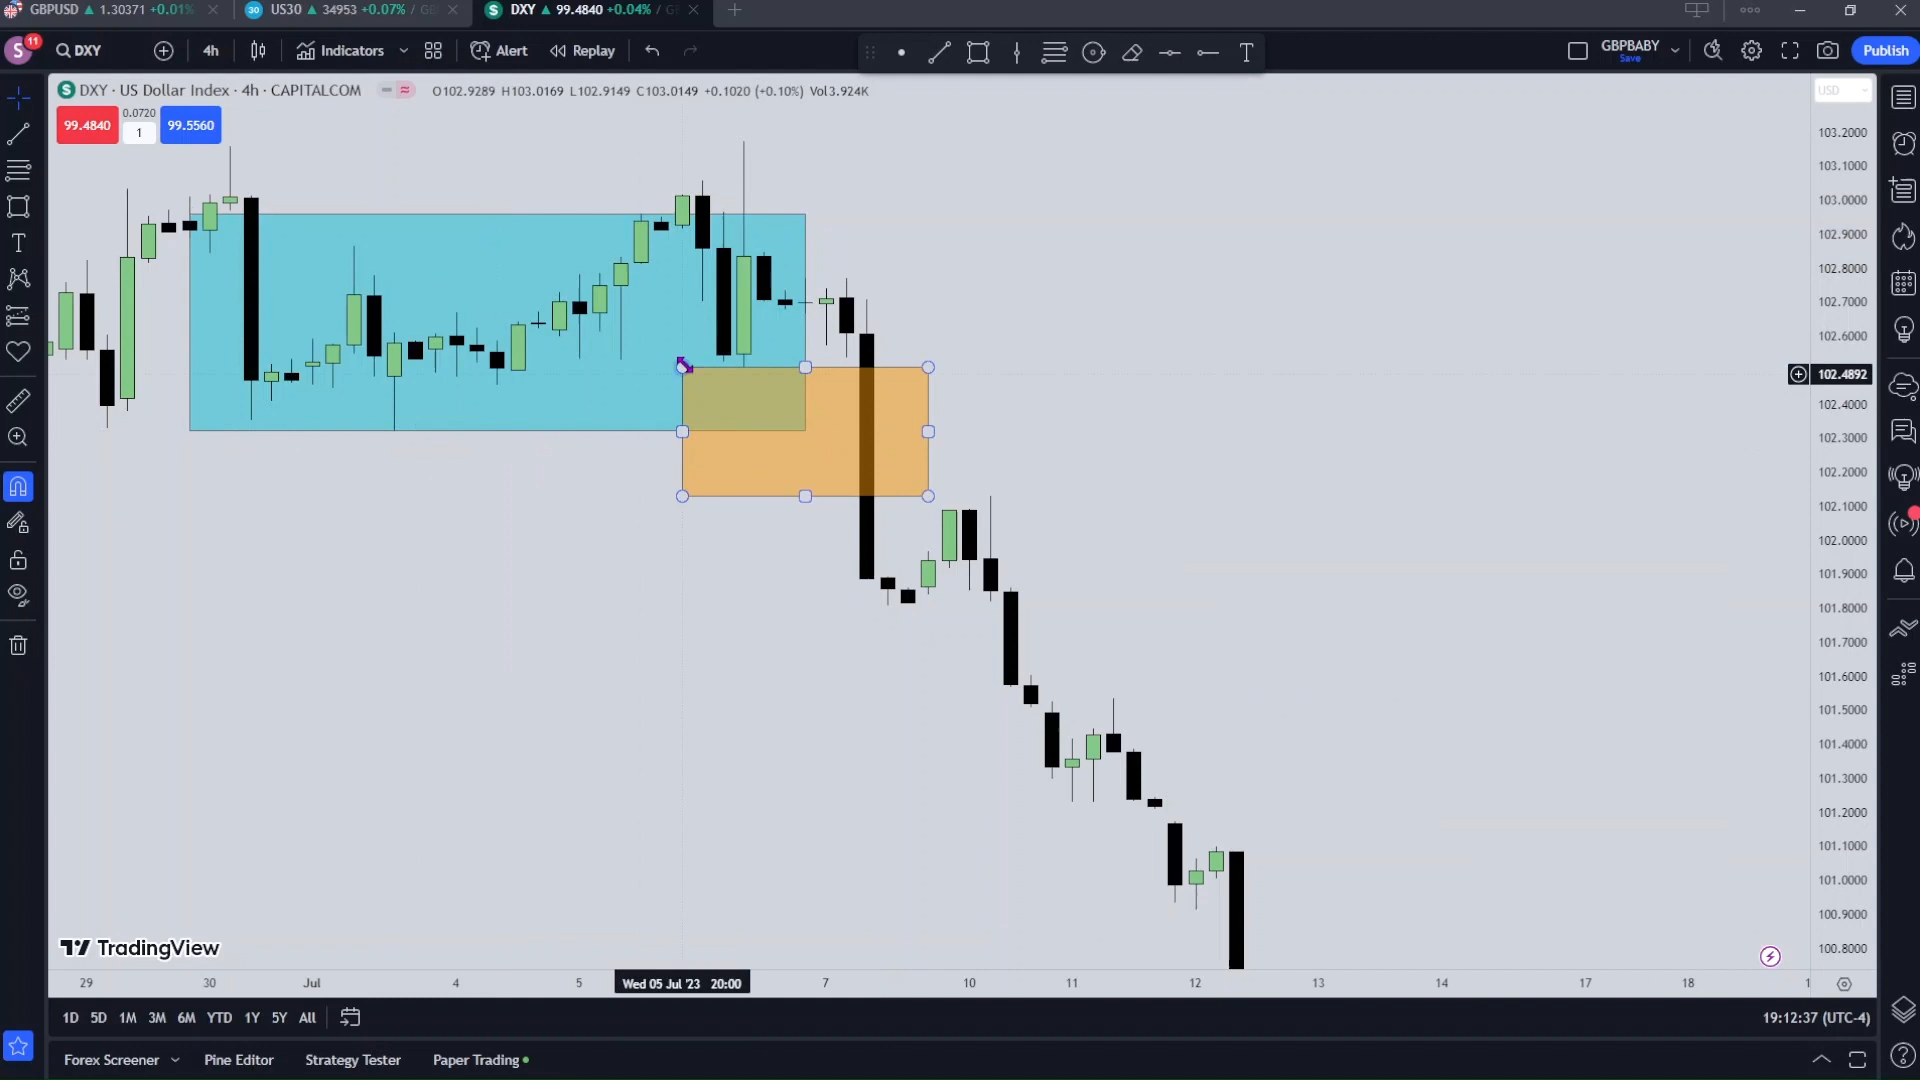 GBPUSD ▲ 1.30371 +0.01%
30 US30 ▲ 34953 +0.07% /
S DXY ▲ 99.4840 +0.04% /
S 11 DXY 4h Indicators Alert Replay T GBPBABY Save Publish
S DXY · US Dollar Index · 4h · CAPITALCOM O102.9289 H103.0169 L102.9149 C103.0149 +0.1020 (+0.10%) Vol3.924K
USD
99.4840 0.0720 1 99.5560
103.2000
103.1000
103.0000
102.9000
102.8000
102.7000
102.6000
102.4892
102.4000
102.3000
102.2000
102.1000
102.0000
101.9000
101.8000
101.7000
101.6000
101.5000
101.4000
101.3000
101.2000
101.1000
101.0000
100.9000
100.8000
TradingView
29 30 Jul 4 5 Wed 05 Jul '23 20:00 7 10 11 12 13 14 17 18 1
1D 5D 1M 3M 6M YTD 1Y 5Y All 19:12:37 (UTC-4)
Forex Screener Pine Editor Strategy Tester Paper Trading